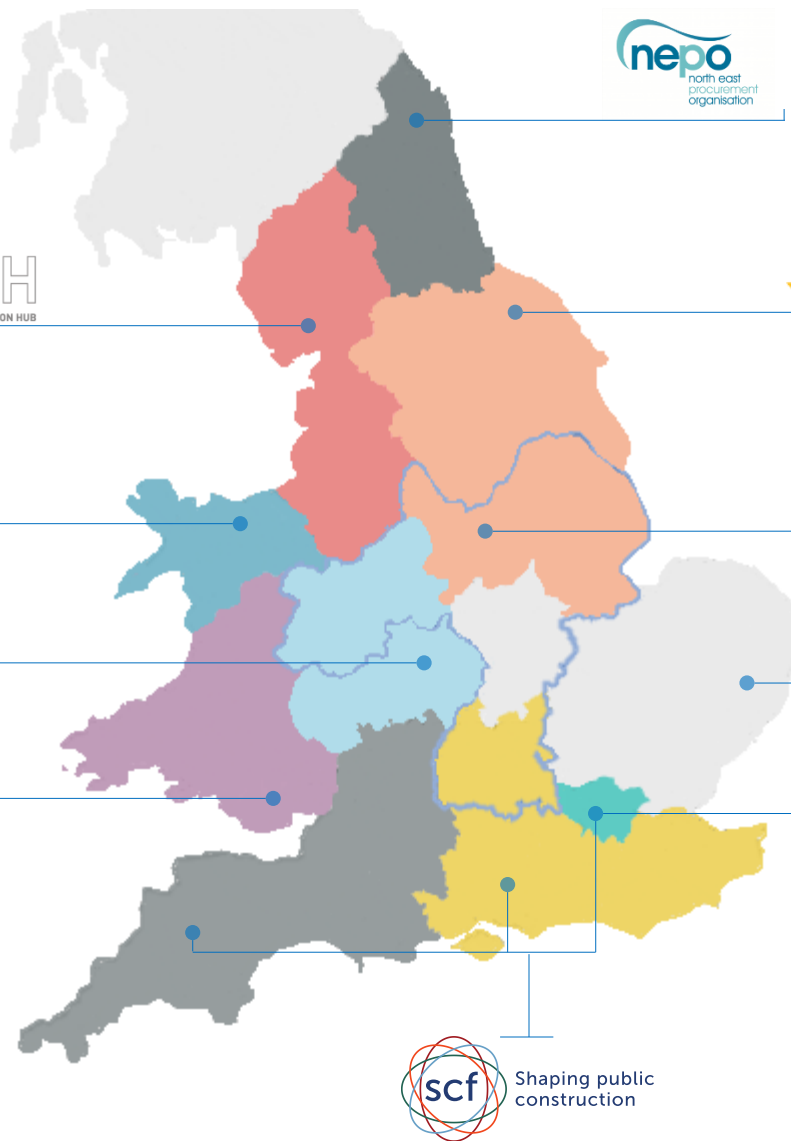 nepo
north east
procurement
organisation
H
ON HUB
scf
Shaping public
construction